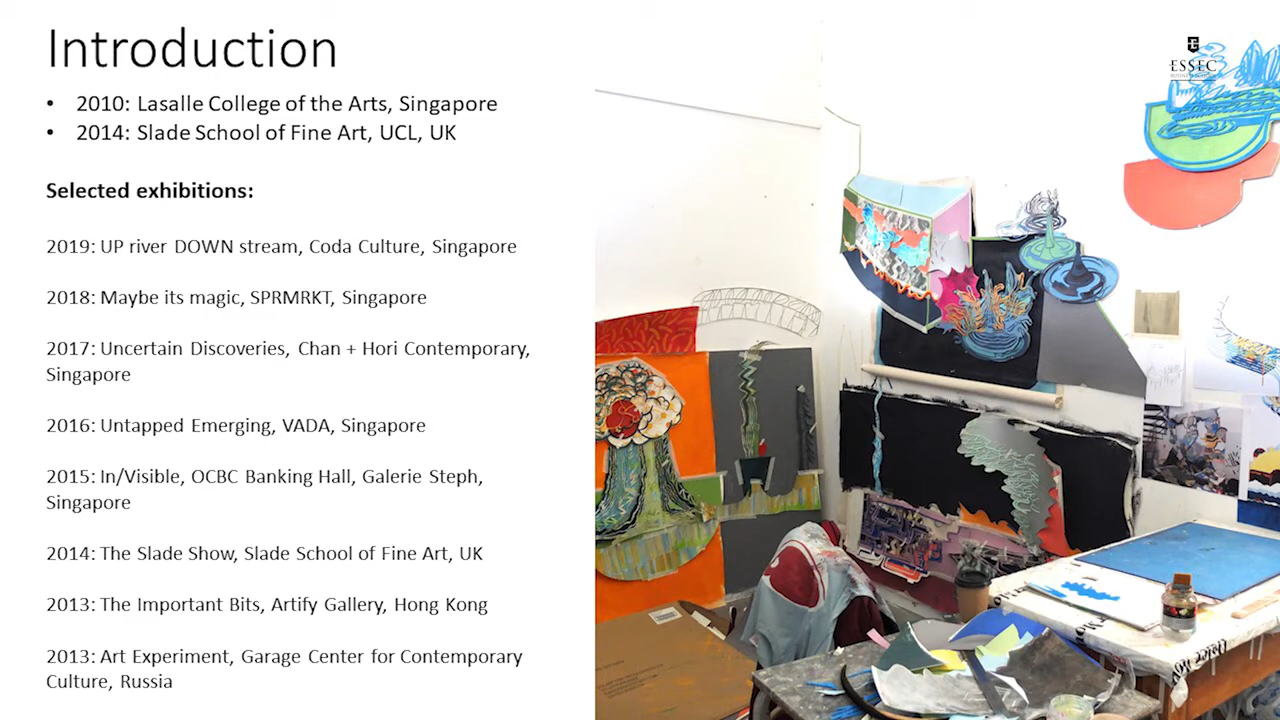 Introduction
ESSEC
BUSINESS SCHOOL
• 2010: Lasalle College of the Arts, Singapore
• 2014: Slade School of Fine Art, UCL, UK
Selected exhibitions:
2019: UP river DOWN stream, Coda Culture, Singapore
2018: Maybe its magic, SPRMRKT, Singapore
2017: Uncertain Discoveries, Chan + Hori Contemporary,
Singapore
2016: Untapped Emerging, VADA, Singapore
2015: In/Visible, OCBC Banking Hall, Galerie Steph,
Singapore
2014: The Slade Show, Slade School of Fine Art, UK
2013: The Important Bits, Artify Gallery, Hong Kong
2013: Art Experiment, Garage Center for Contemporary
Culture, Russia